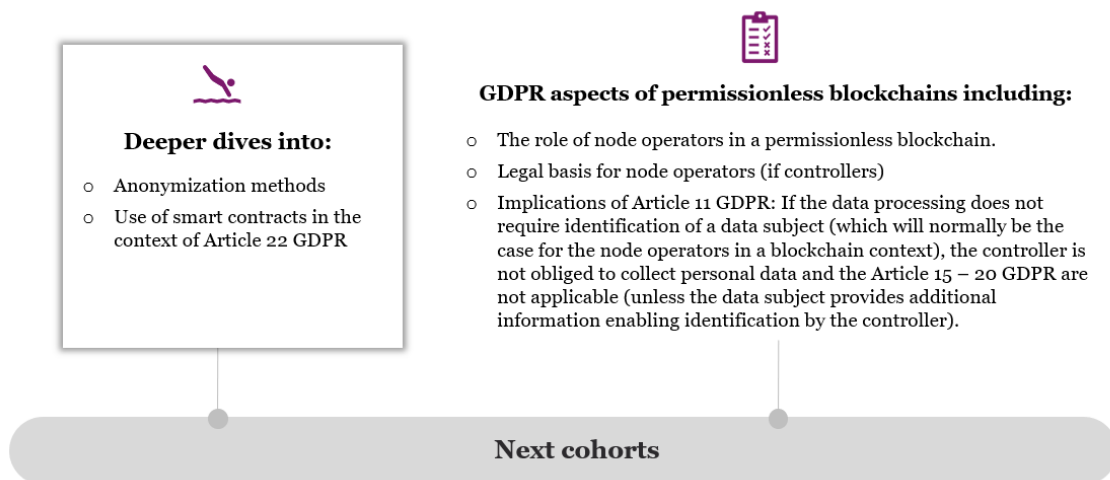 Deeper dives into:
○ Anonymization methods
○ Use of smart contracts in the
context of Article 22 GDPR
GDPR aspects of permissionless blockchains including:
○ The role of node operators in a permissionless blockchain.
○ Legal basis for node operators (if controllers)
○ Implications of Article 11 GDPR: If the data processing does not
require identification of a data subject (which will normally be the
case for the node operators in a blockchain context), the controller is
not obliged to collect personal data and the Article 15 – 20 GDPR are
not applicable (unless the data subject provides additional
information enabling identification by the controller).
Next cohorts